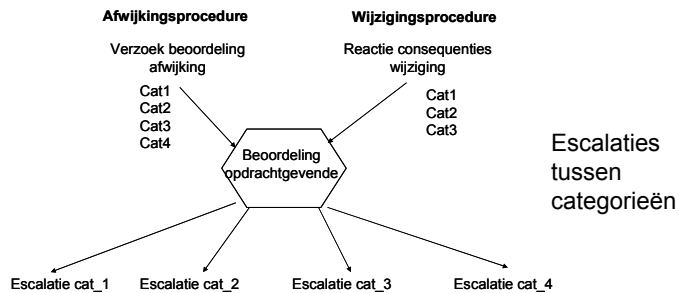 Afwijkingsprocedure
Verzoek beoordeling
afwijking
Cat1
Cat2
Cat3
Cat4
Wijzigingsprocedure
Reactie consequenties
wijziging
Cat1
Cat2
Cat3
Beoordeling
opdrachtgevende
Escalaties
tussen
categorieën
Escalatie cat_1
Escalatie cat_2
Escalatie cat_3
Escalatie cat_4